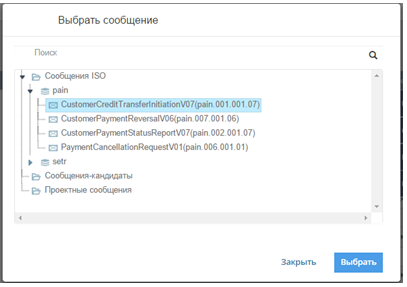 Выбрать сообщение
Поиск
Сообщения ISO
pain
CustomerCreditTransferInitiationV07(pain.001.001.07)
CustomerPaymentReversalV06(pain.007.001.06)
CustomerPaymentStatusReportV07(pain.002.001.07)
PaymentCancellationRequestV01(pain.006.001.01)
setr
Сообщения-кандидаты
Проектные сообщения
Закрыть
Выбрать